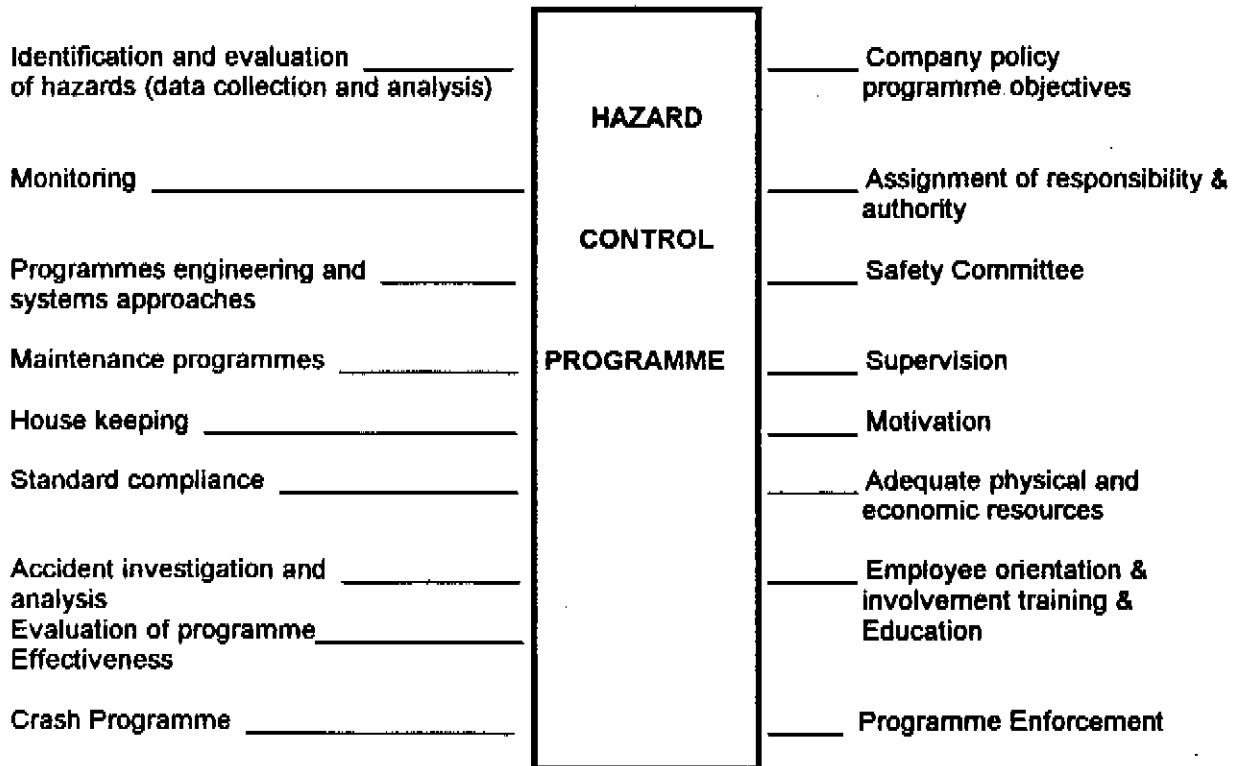 Identification and evaluation
of hazards (data collection and analysis)
Monitoring
Programmes engineering and
systems approaches
Maintenance programmes
House keeping
Standard compliance
Accident investigation and
analysis
Evaluation of programme
Effectiveness
Crash Programme
HAZARD
CONTROL
PROGRAMME
Company policy
programme objectives
Assignment of responsibility &
authority
Safety Committee
Supervision
Motivation
Adequate physical and
economic resources
Employee orientation &
involvement training &
Education
Programme Enforcement